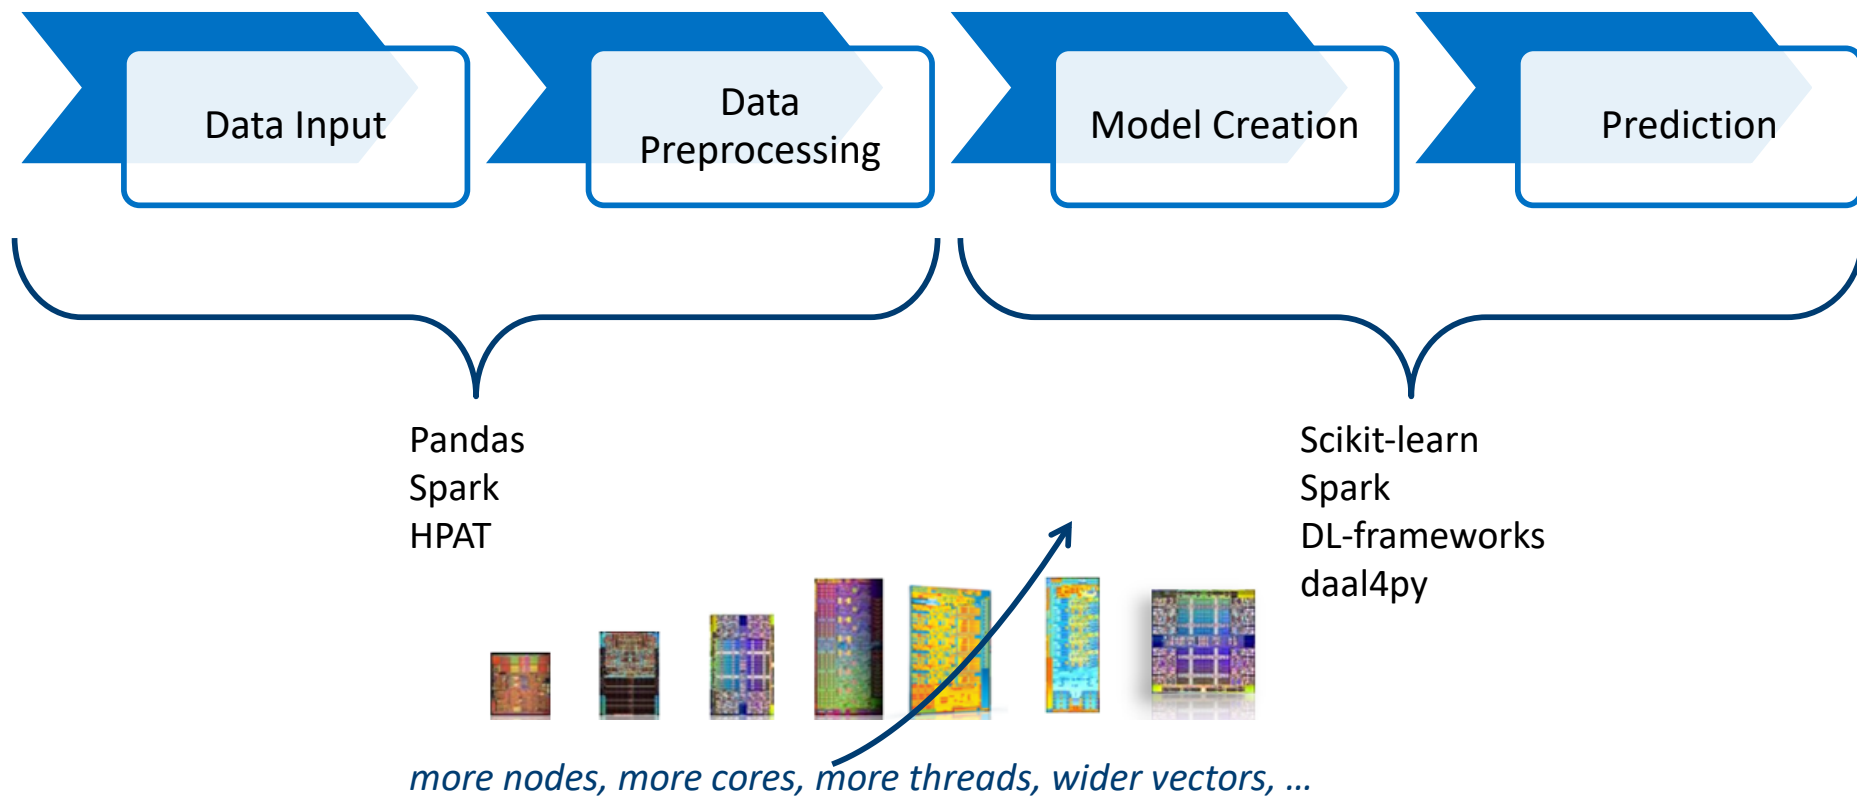 Data Input
Data
Preprocessing
Model Creation
Prediction
Pandas
Spark
HPAT
Scikit-learn
Spark
DL-frameworks
daal4py
more nodes, more cores, more threads, wider vectors, ...